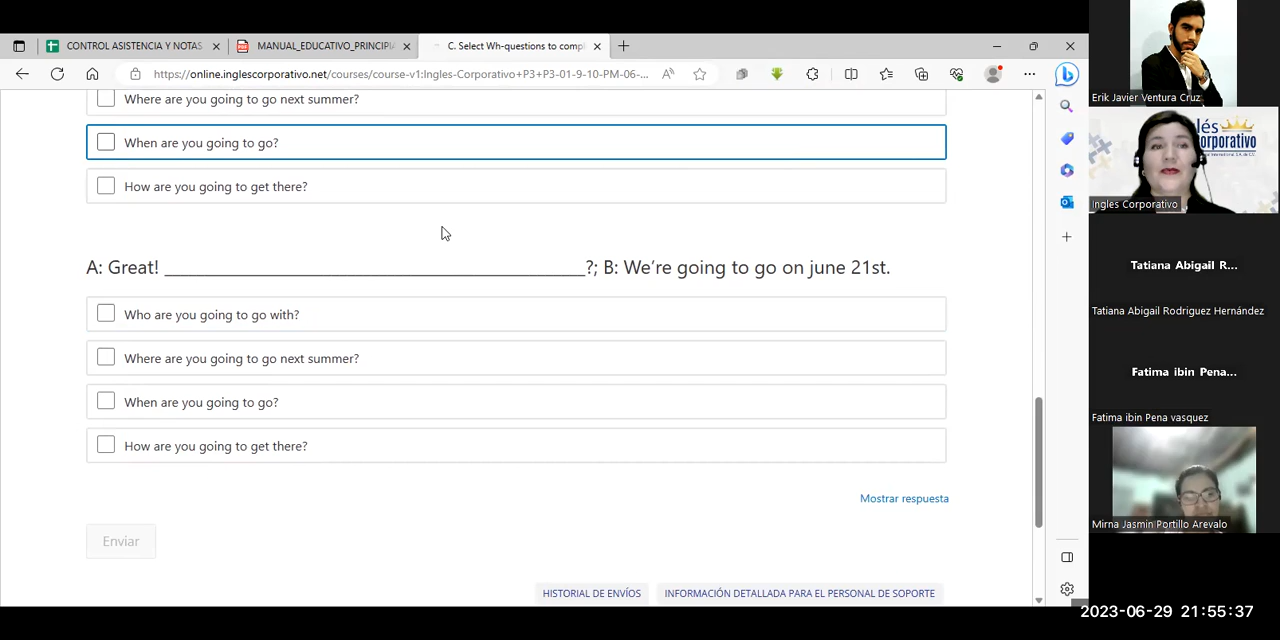 CONTROL ASISTENCIA Y NOTAS
MANUAL_EDUCATIVO_PRINCIPIA
C. Select Wh-questions to compl
https://online.inglescorporativo.net/courses/course-v1:Ingles-Corporativo+P3+P3-01-9-10-PM-06-...
Where are you going to go next summer?
When are you going to go?
How are you going to get there?
A: Great! __________________________________________?; B: We're going to go on june 21st.
Who are you going to go with?
Where are you going to go next summer?
When are you going to go?
How are you going to get there?
Mostrar respuesta
Enviar
HISTORIAL DE ENVÍOS
INFORMACIÓN DETALLADA PARA EL PERSONAL DE SOPORTE
Erik Javier Ventura Cruz
Ingles Corporativo
Tatiana Abigail R...
Tatiana Abigail Rodriguez Hernández
Fatima ibin Pena...
Fatima ibin Pena vasquez
Mirna Jasmin Portillo Arevalo
2023-06-29 21:55:37